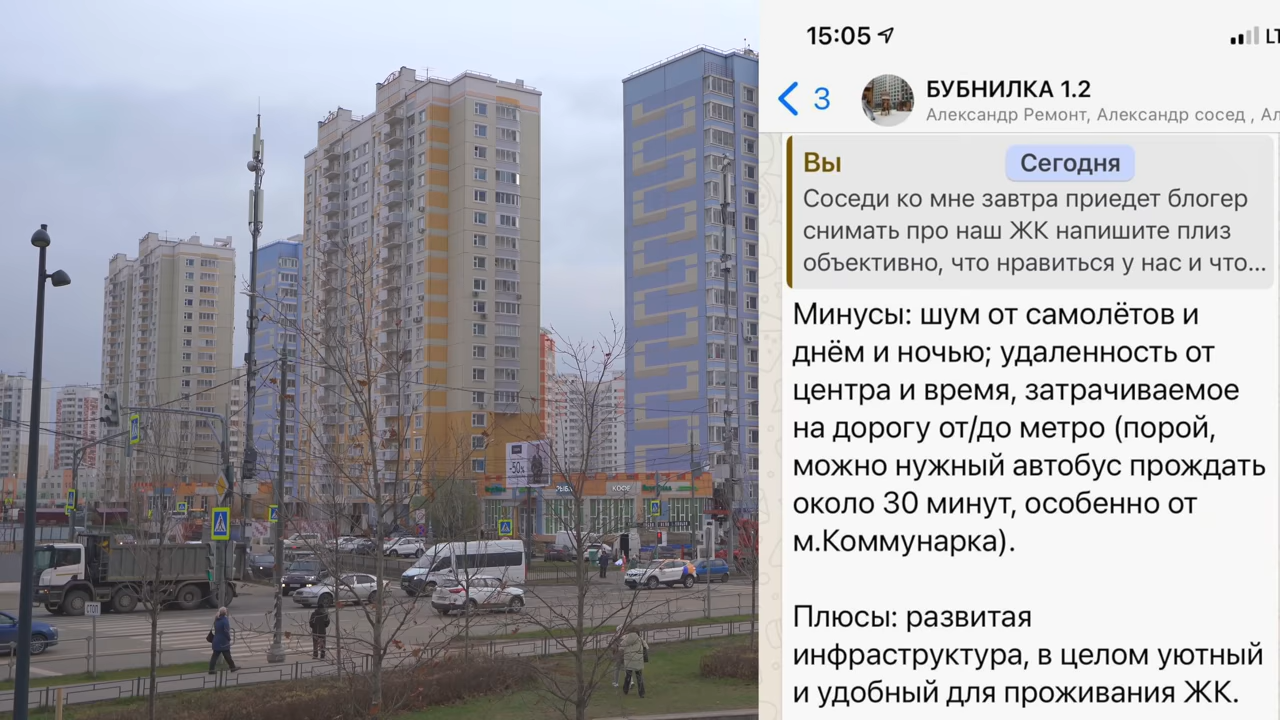 -50%
РЫБА
КОФЕ
СТОП
15:05
LT
3
БУБНИЛКА 1.2
Александр Ремонт, Александр сосед , Ал
Вы
Сегодня
Соседи ко мне завтра приедет блогер
снимать про наш ЖК напишите плиз
объективно, что нравиться у нас и что...
Минусы: шум от самолётов и
днём и ночью; удаленность от
центра и время, затрачиваемое
на дорогу от/до метро (порой,
можно нужный автобус прождать
около 30 минут, особенно от
м.Коммунарка).
Плюсы: развитая
инфраструктура, в целом уютный
и удобный для проживания ЖК.